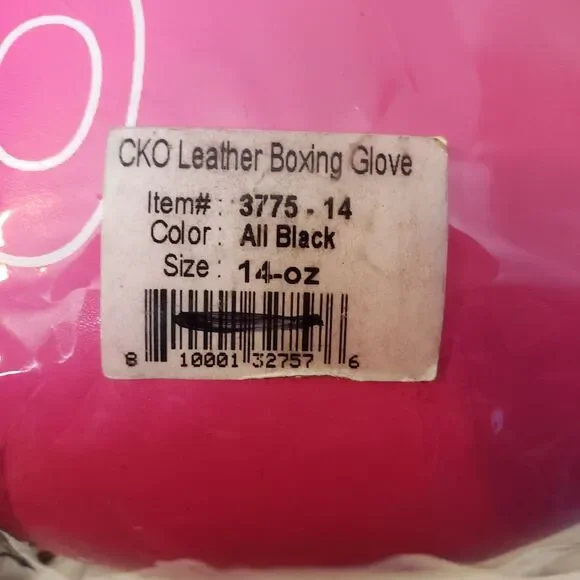 CKO Leather Boxing Glove
Item# : 3775 - 14
Color : All Black
Size : 14-oz
8 10001 32757 6